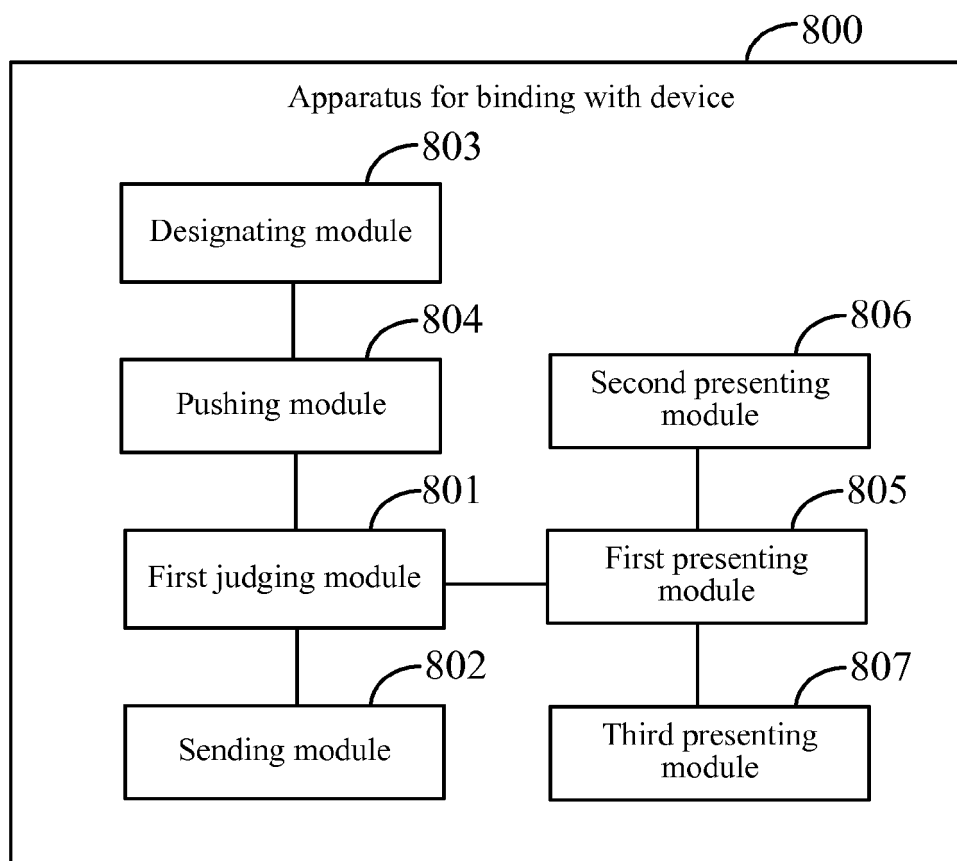 800
Apparatus for binding with device
803
Designating module
804
Pushing module
806
Second presenting
module
801
First judging module
805
First presenting
module
802
Sending module
807
Third presenting
module